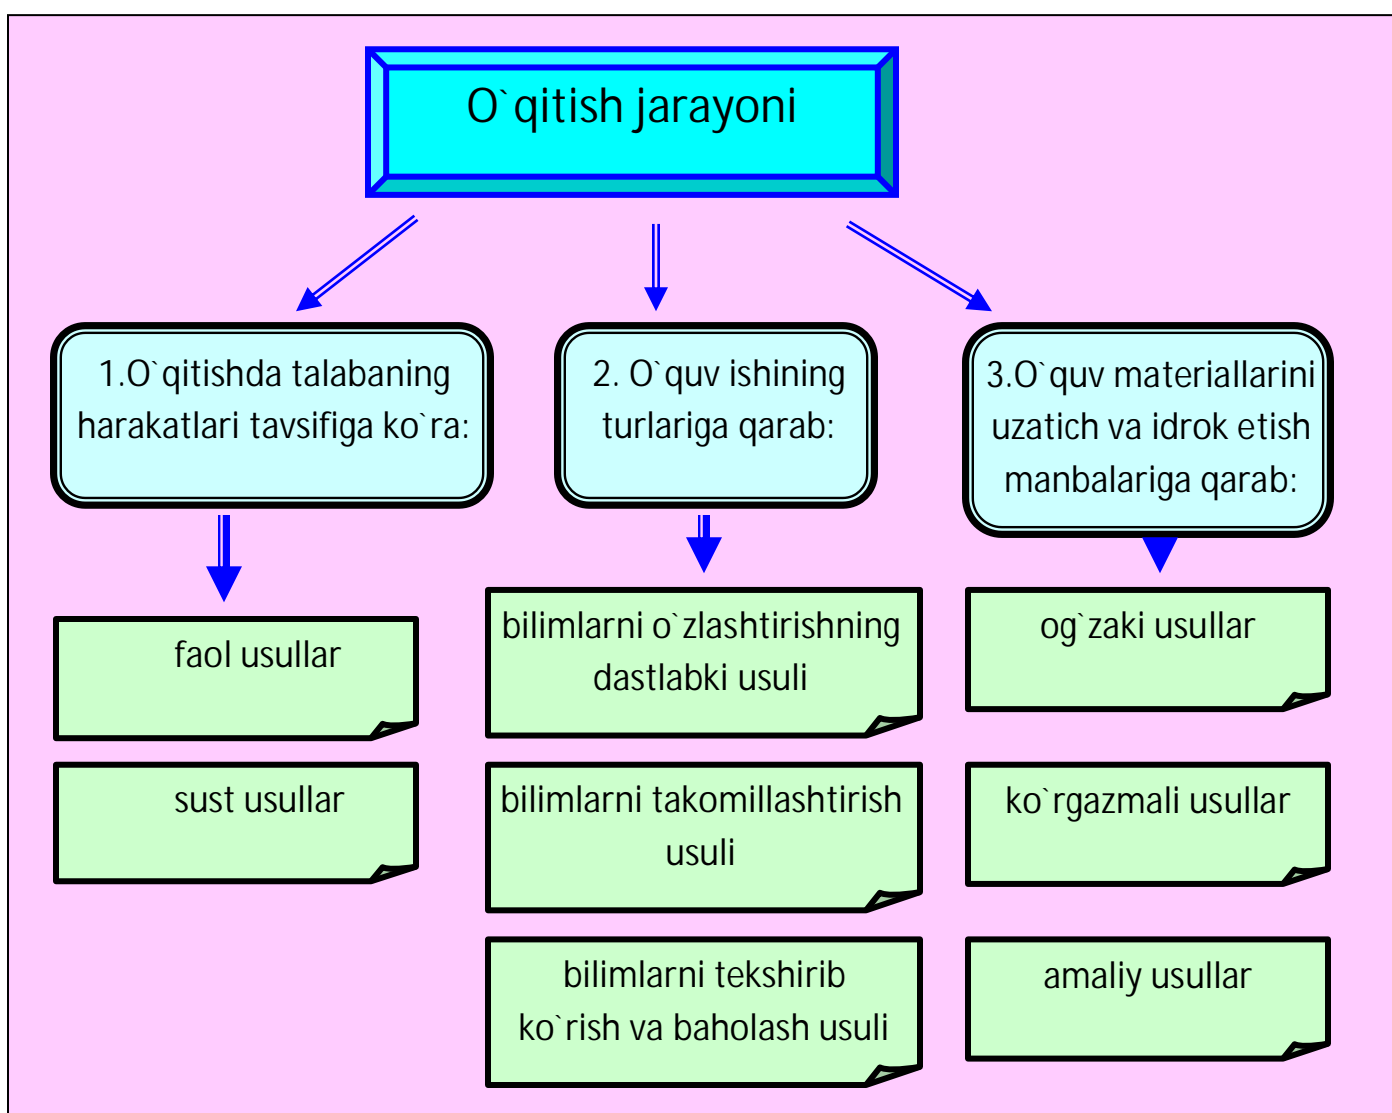 O`qitish jarayoni
1.O`qitishda talabaning
harakatlari tavsifiga ko`ra:
2. O`quv ishining
turlariga qarab:
3.O`quv materiallarini
uzatich va idrok etish
manbalariga qarab:
faol usullar
sust usullar
bilimlarni o`zlashtirishning
dastlabki usuli
bilimlarni takomillashtirish
usuli
bilimlarni tekshirib
ko`rish va baholash usuli
og`zaki usullar
ko`rgazmali usullar
amaliy usullar